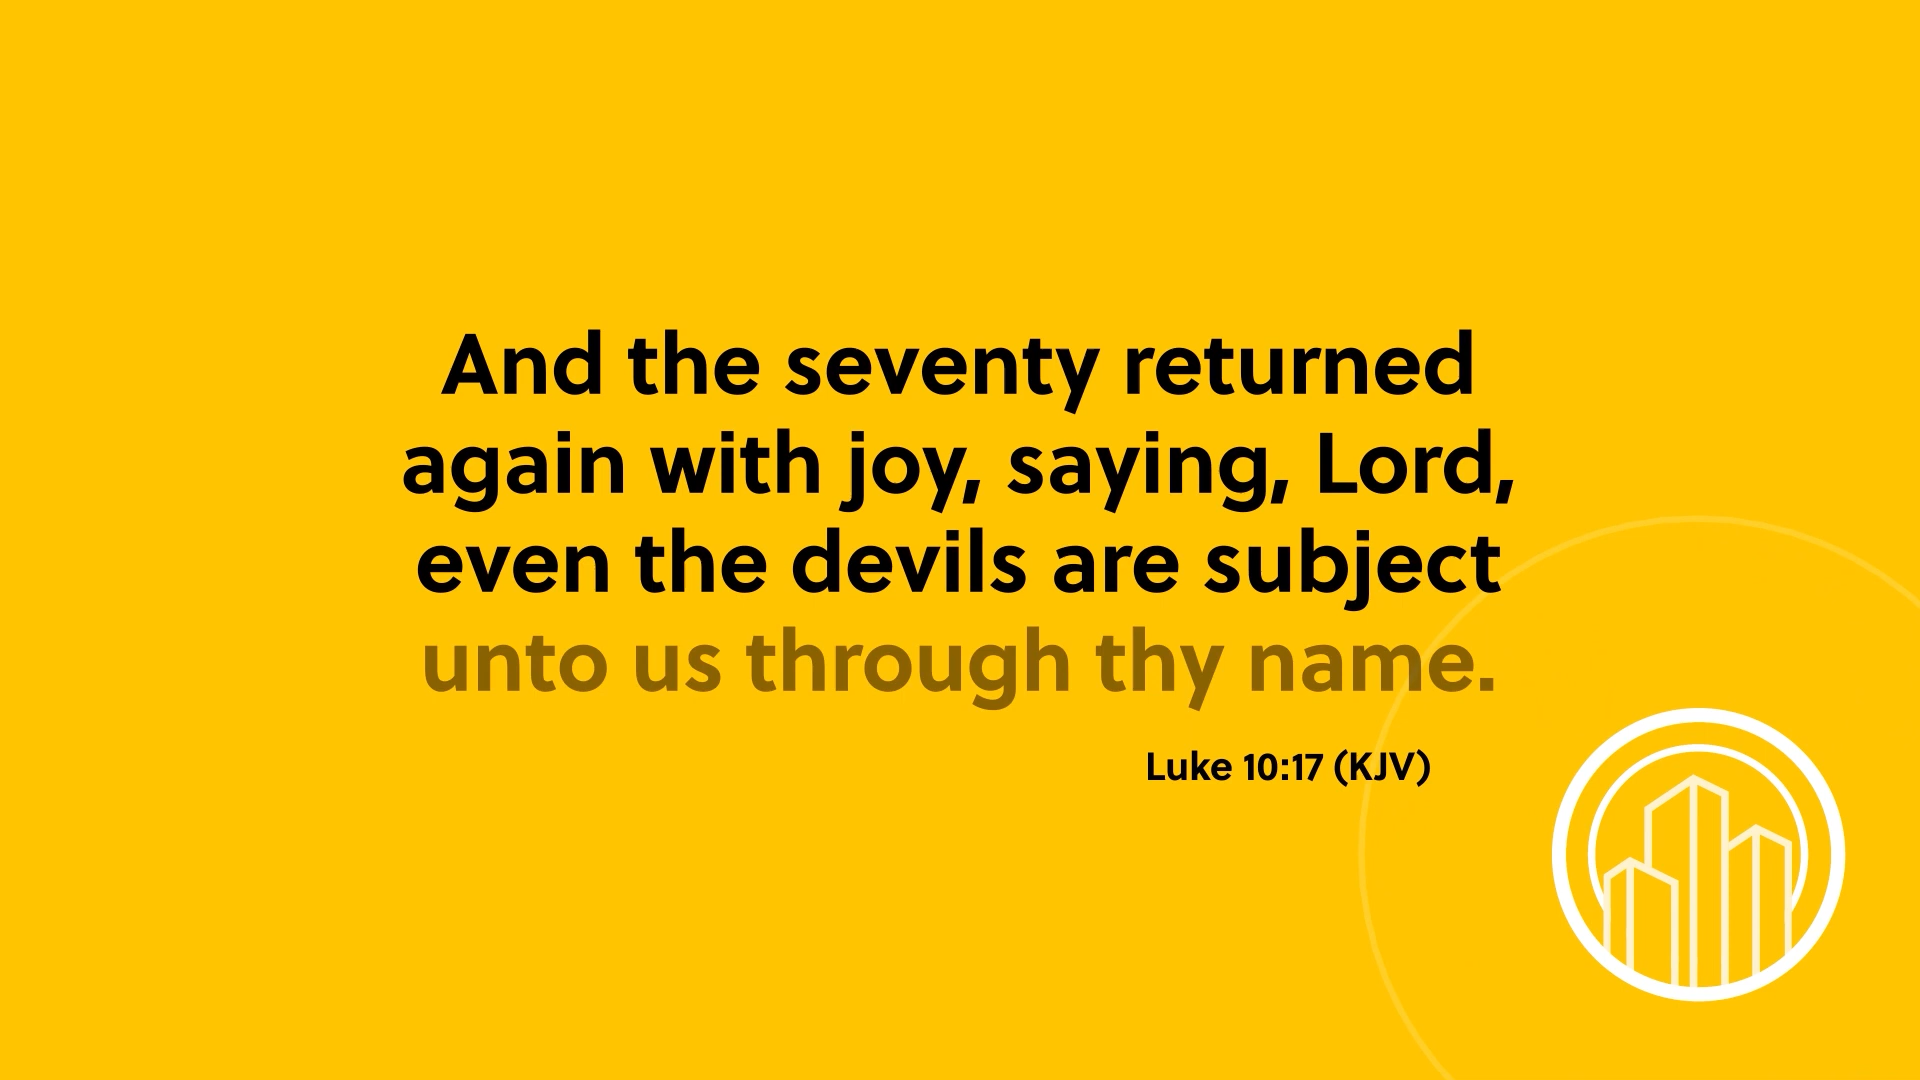 And the seventy returned
again with joy, saying, Lord,
even the devils are subject
unto us through thy name.
Luke 10:17 (KJV)